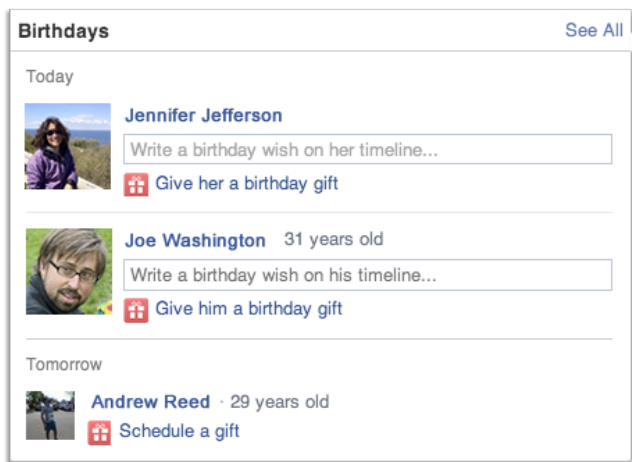 Birthdays See All
Today
Jennifer Jefferson
Write a birthday wish on her timeline...
Give her a birthday gift
Joe Washington 31 years old
Write a birthday wish on his timeline...
Give him a birthday gift
Tomorrow
Andrew Reed · 29 years old
Schedule a gift